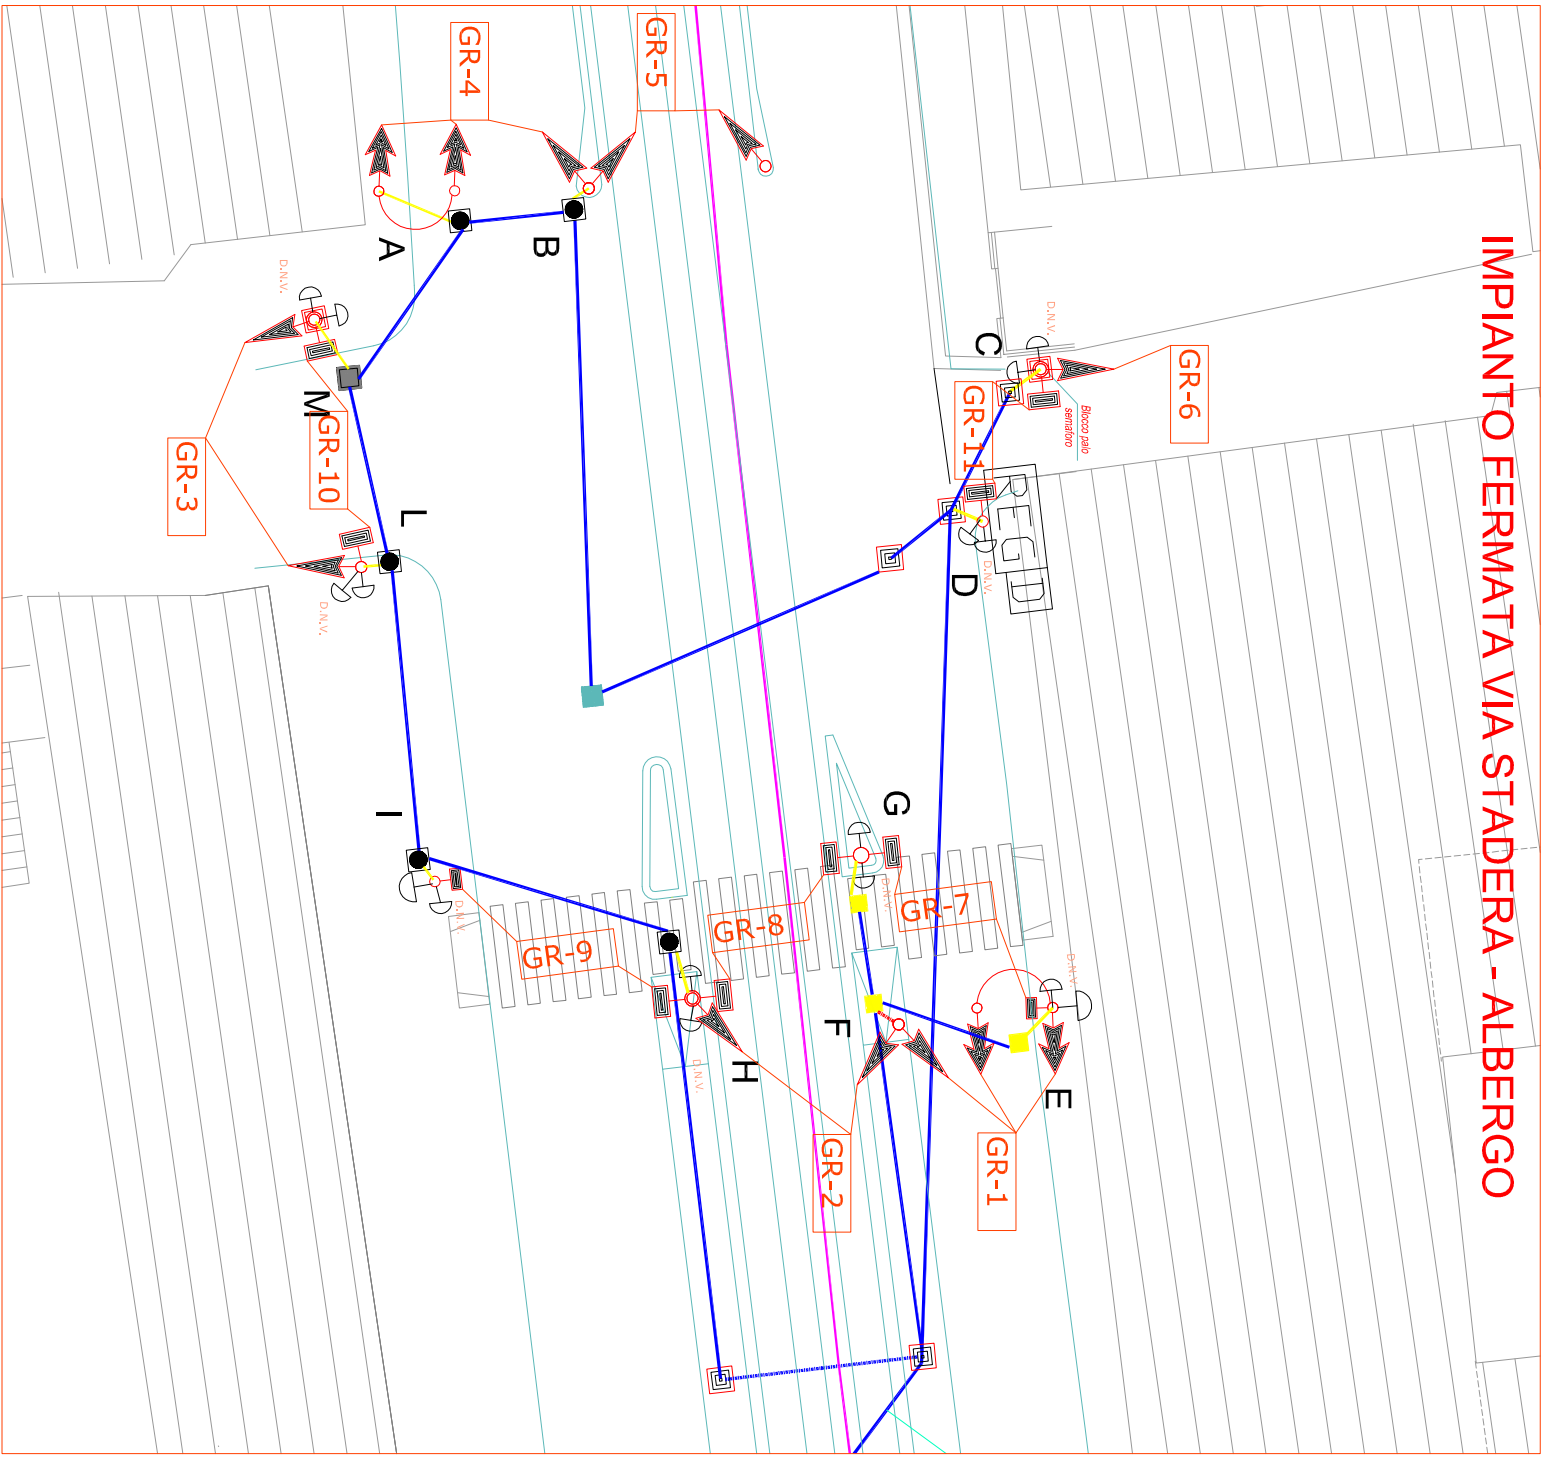 IMPIANTO FERMATA VIA STADERA - ALBERGO
GR-4
GR-5
A
B
D.N.V.
D.N.V.
C
GR-6
GR-11
Blocco palo
semaforo
M
GR-10
GR-3
L
D
D.N.V.
D.N.V.
I
G
D.N.V.
GR-7
GR-8
GR-9
D.N.V.
D.N.V.
F
H
E
D.N.V.
GR-2
GR-1